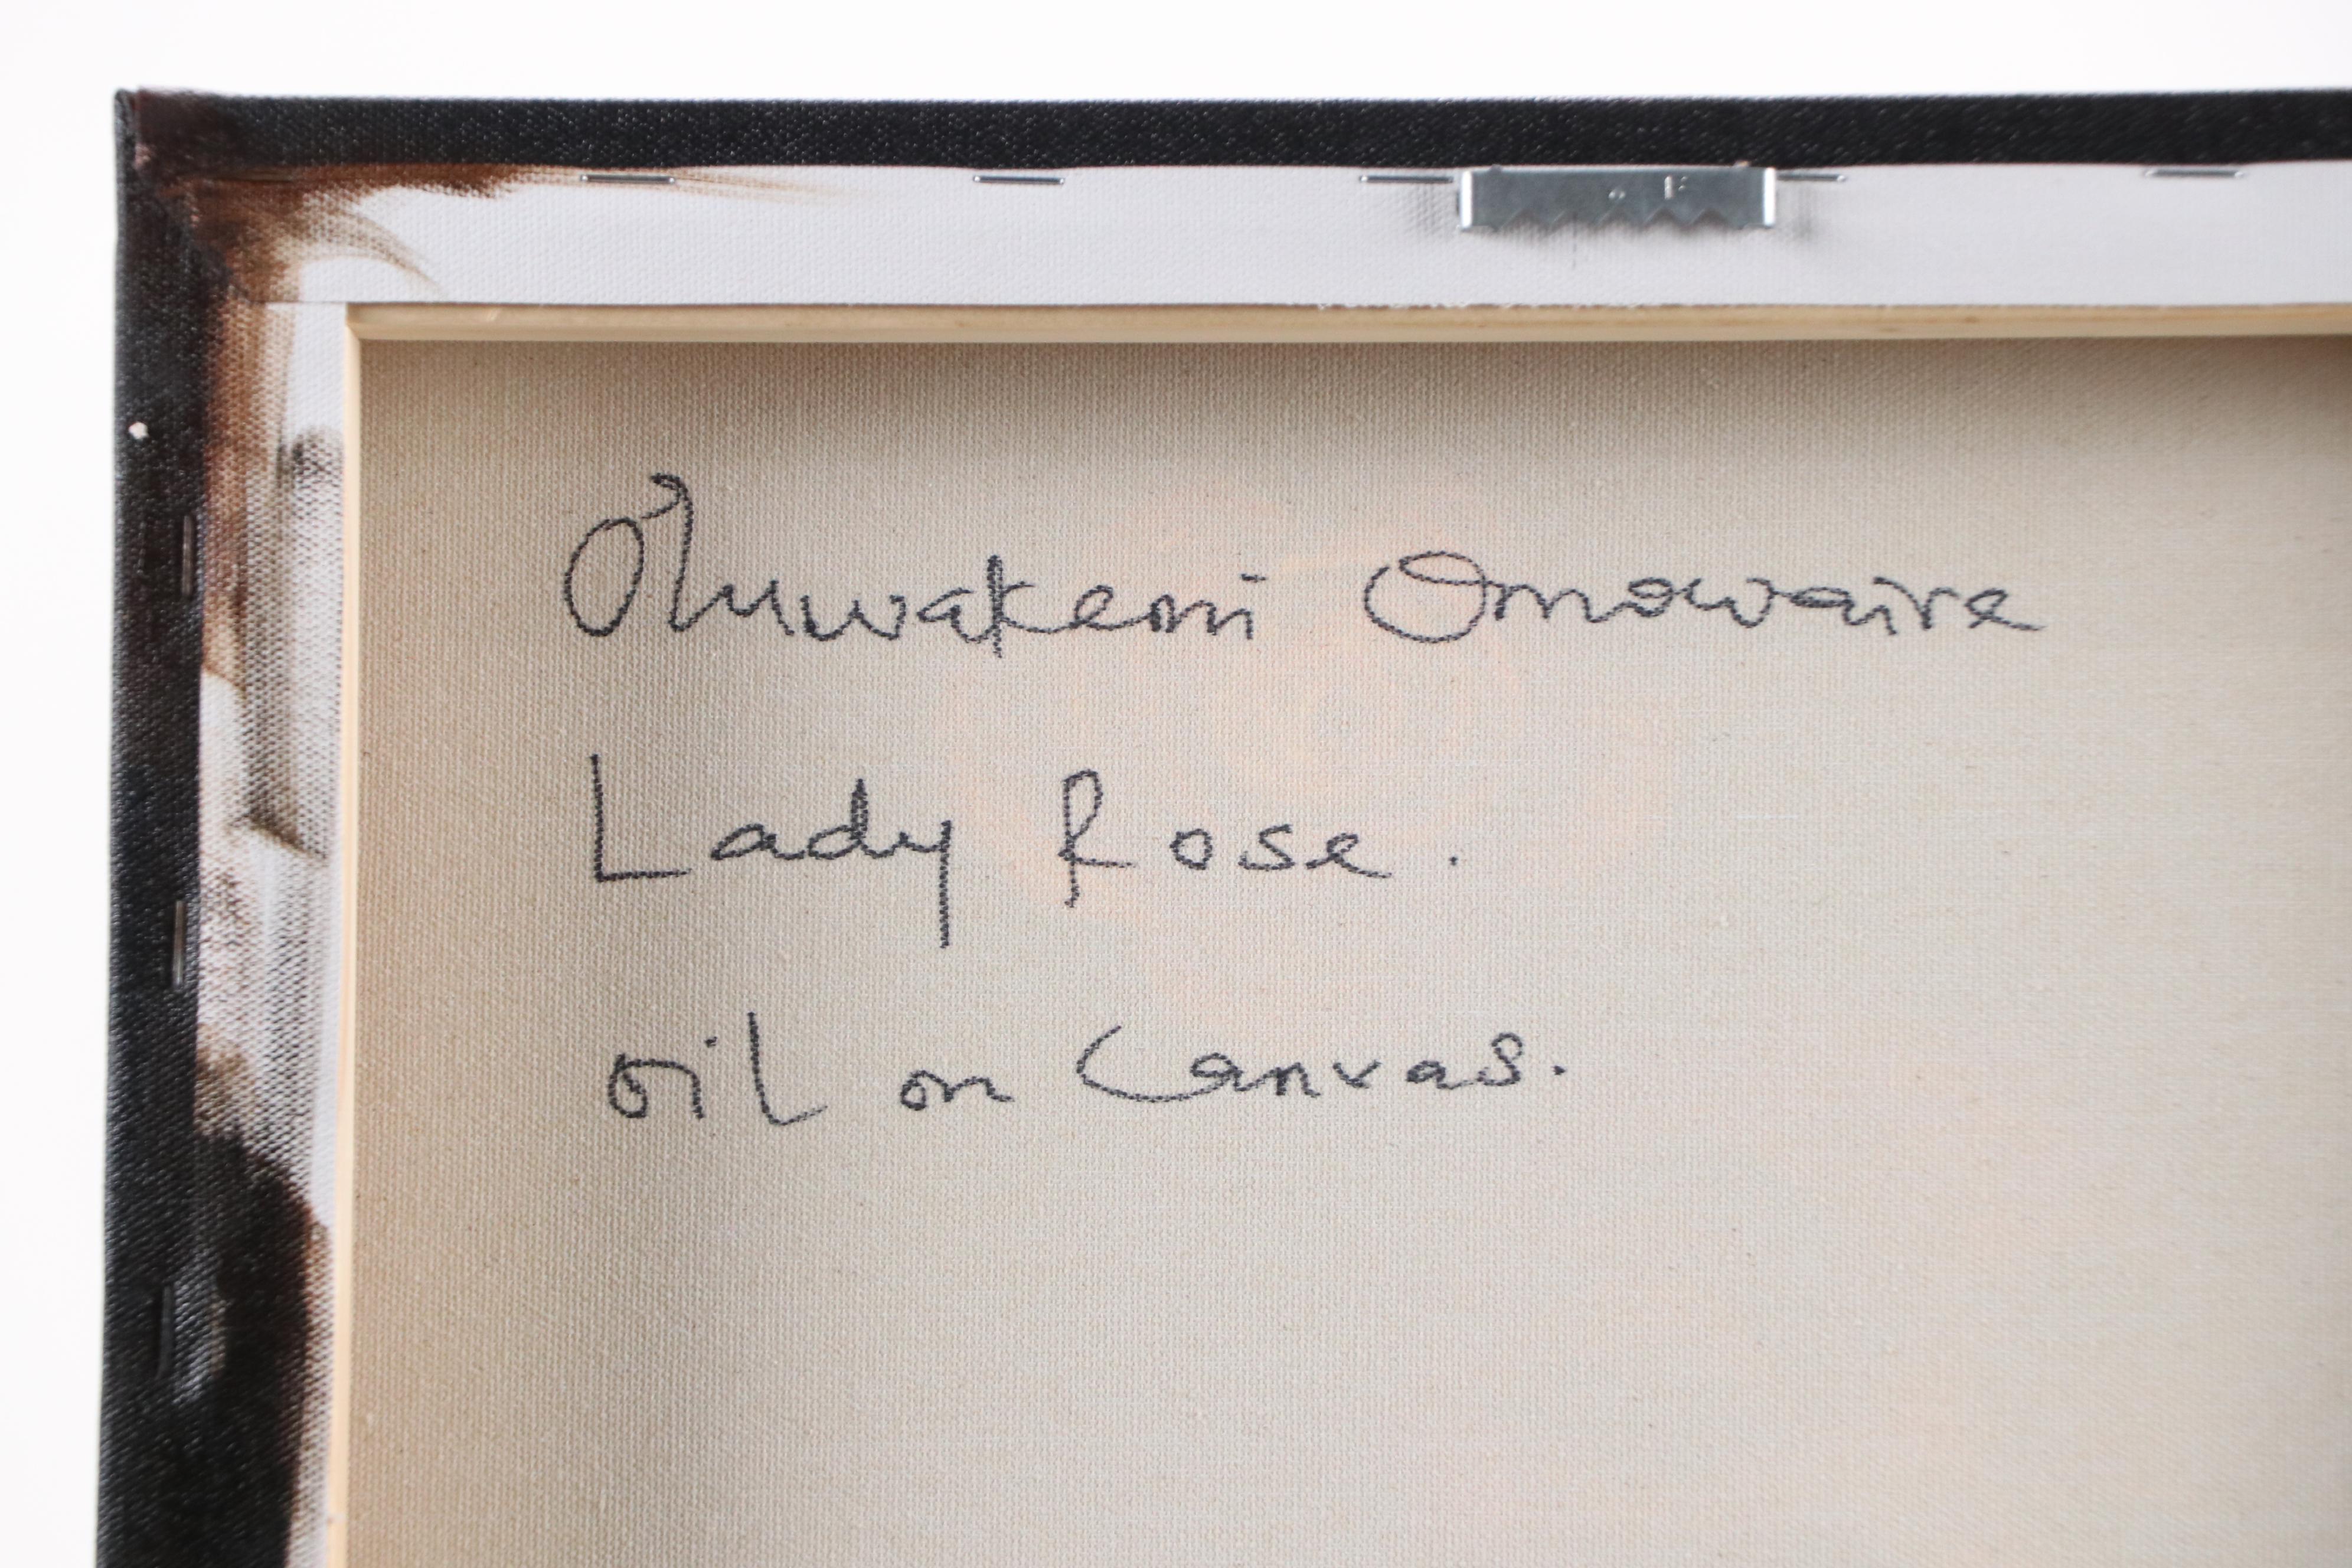 Oluwakemi Omowaire
Lady Rose.
oil on Canvas.